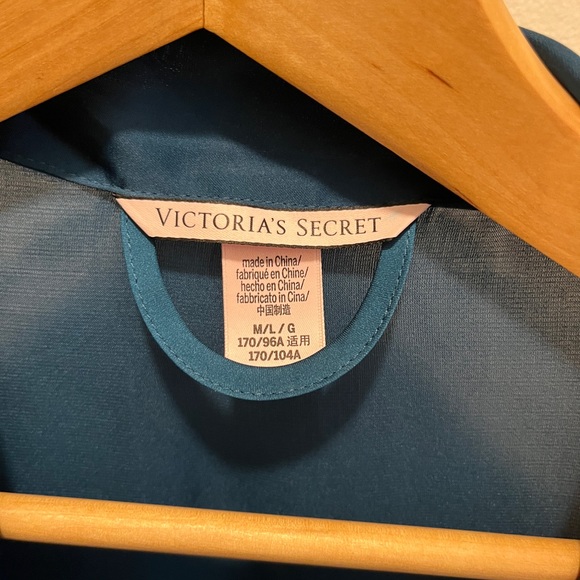 VICTORIA'S SECRET
made in China/
fabriqué en Chine/
hecho en China/
fabbricato in Cina/
中国制造
M/L / G
170/96A 适用
170/104A